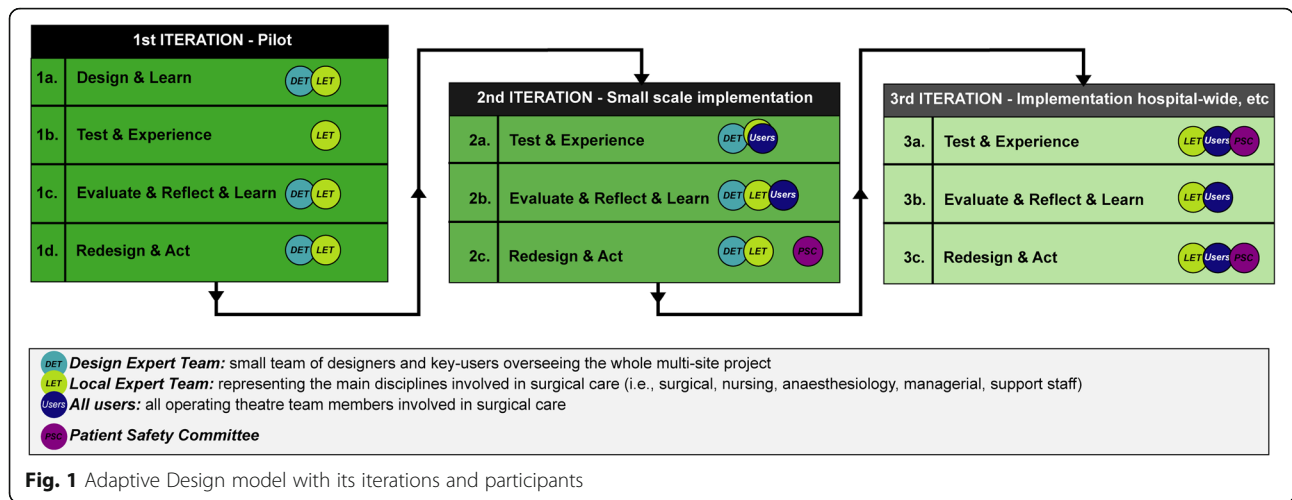 1st ITERATION - Pilot
1a. Design & Learn DET LET
1b. Test & Experience LET
1c. Evaluate & Reflect & Learn DET LET
1d. Redesign & Act DET LET
2nd ITERATION - Small scale implementation
2a. Test & Experience DET Users
2b. Evaluate & Reflect & Learn DET LET Users
2c. Redesign & Act DET LET PSC
3rd ITERATION - Implementation hospital-wide, etc
3a. Test & Experience LET Users PSC
3b. Evaluate & Reflect & Learn LET Users
3c. Redesign & Act LET Users PSC
DET Design Expert Team: small team of designers and key-users overseeing the whole multi-site project
LET Local Expert Team: representing the main disciplines involved in surgical care (i.e., surgical, nursing, anaesthesiology, managerial, support staff)
Users All users: all operating theatre team members involved in surgical care
PSC Patient Safety Committee
Fig. 1 Adaptive Design model with its iterations and participants